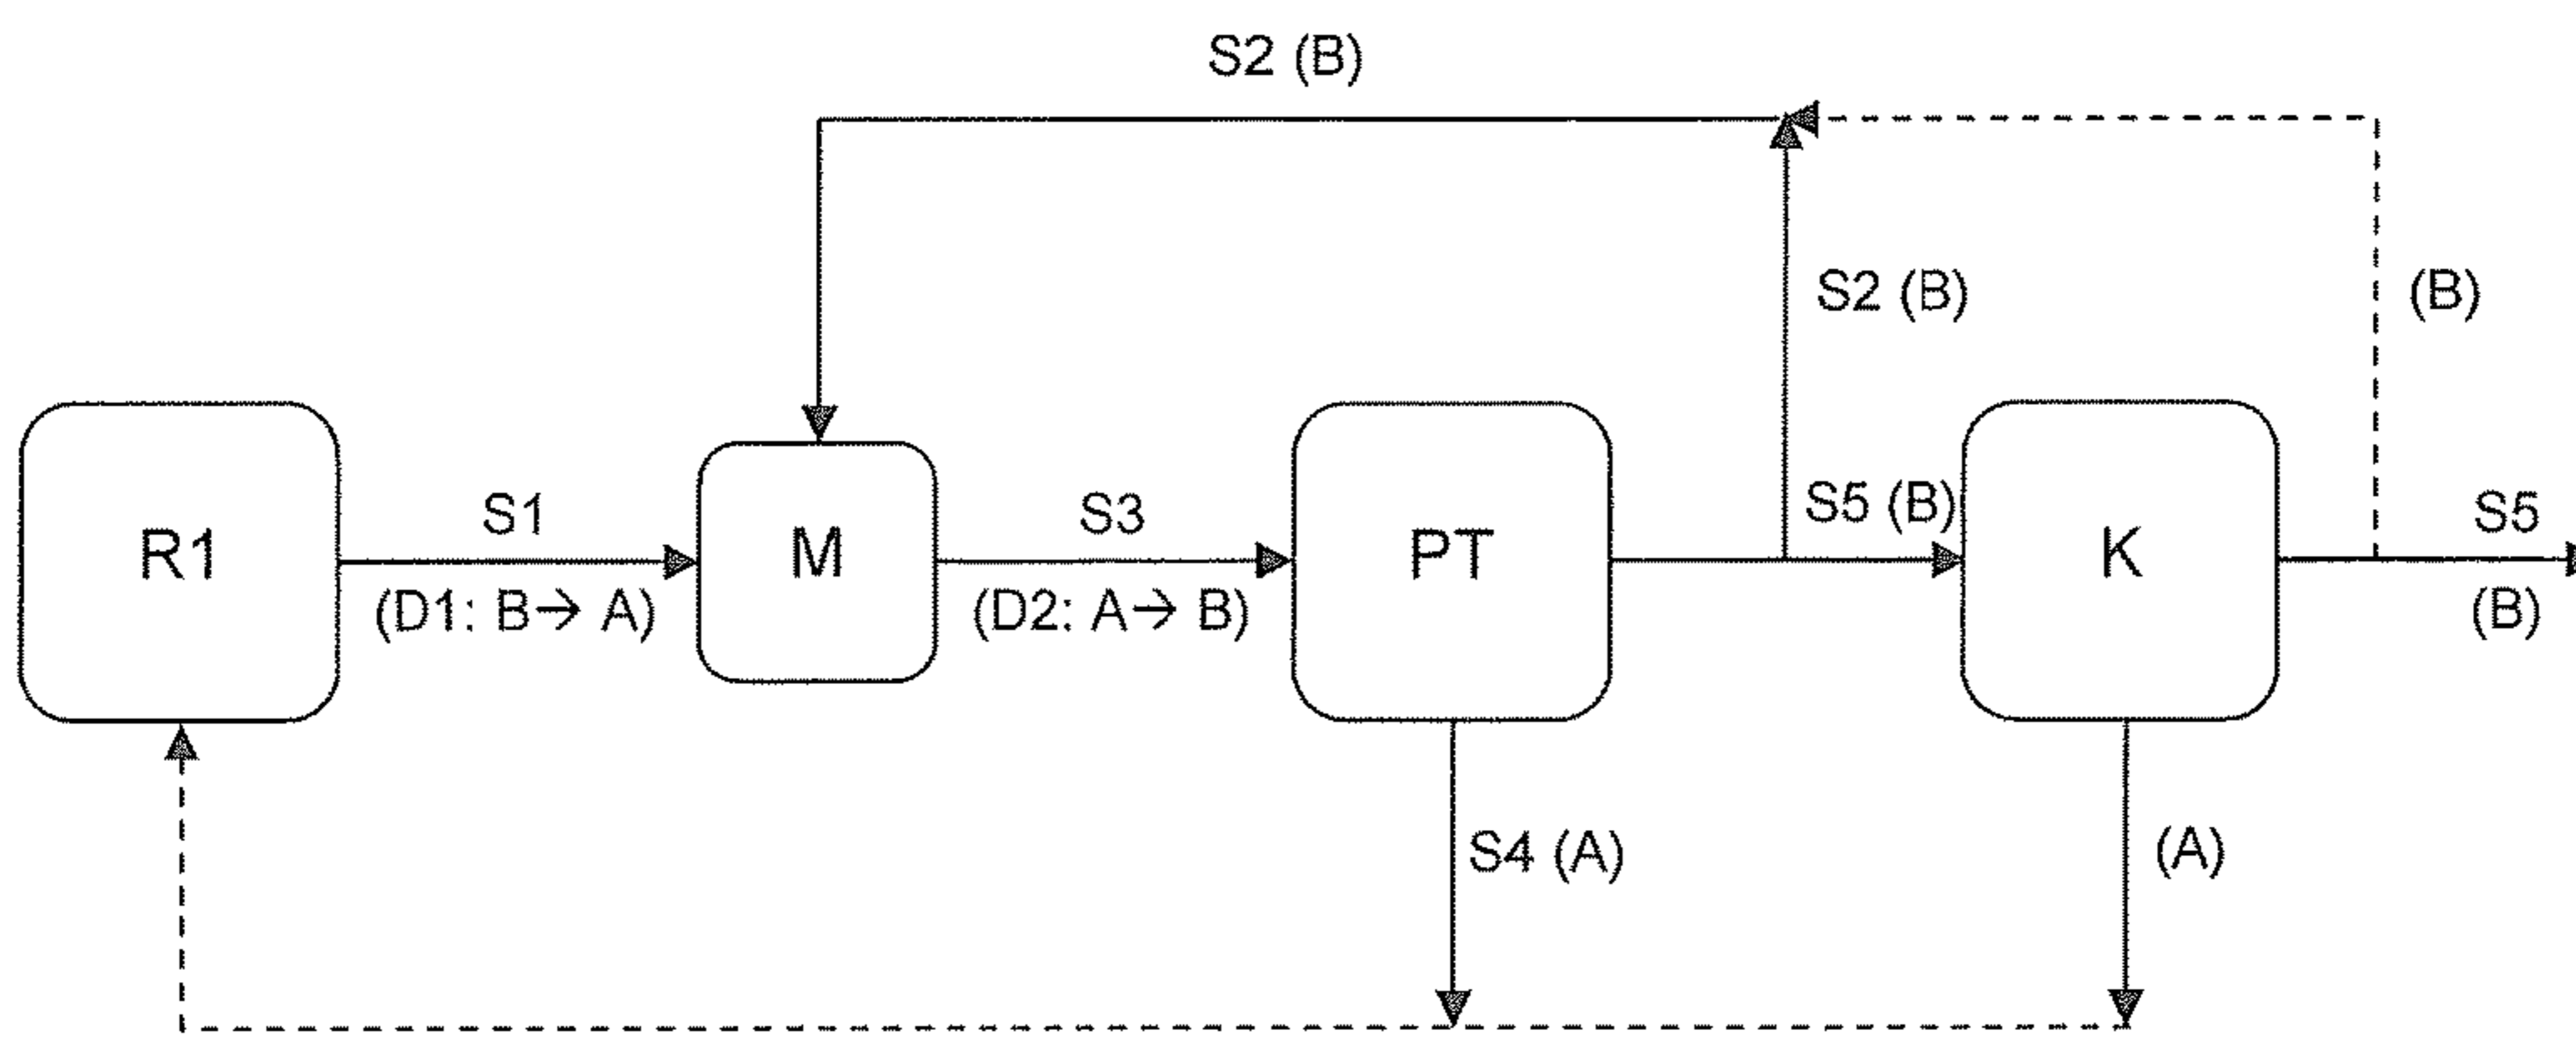 S2 (B)
S2 (B)
(B)
R1
S1
(D1: B→ A)
M
S3
(D2: A→ B)
PT
S5 (B)
K
S5
(B)
S4 (A)
(A)